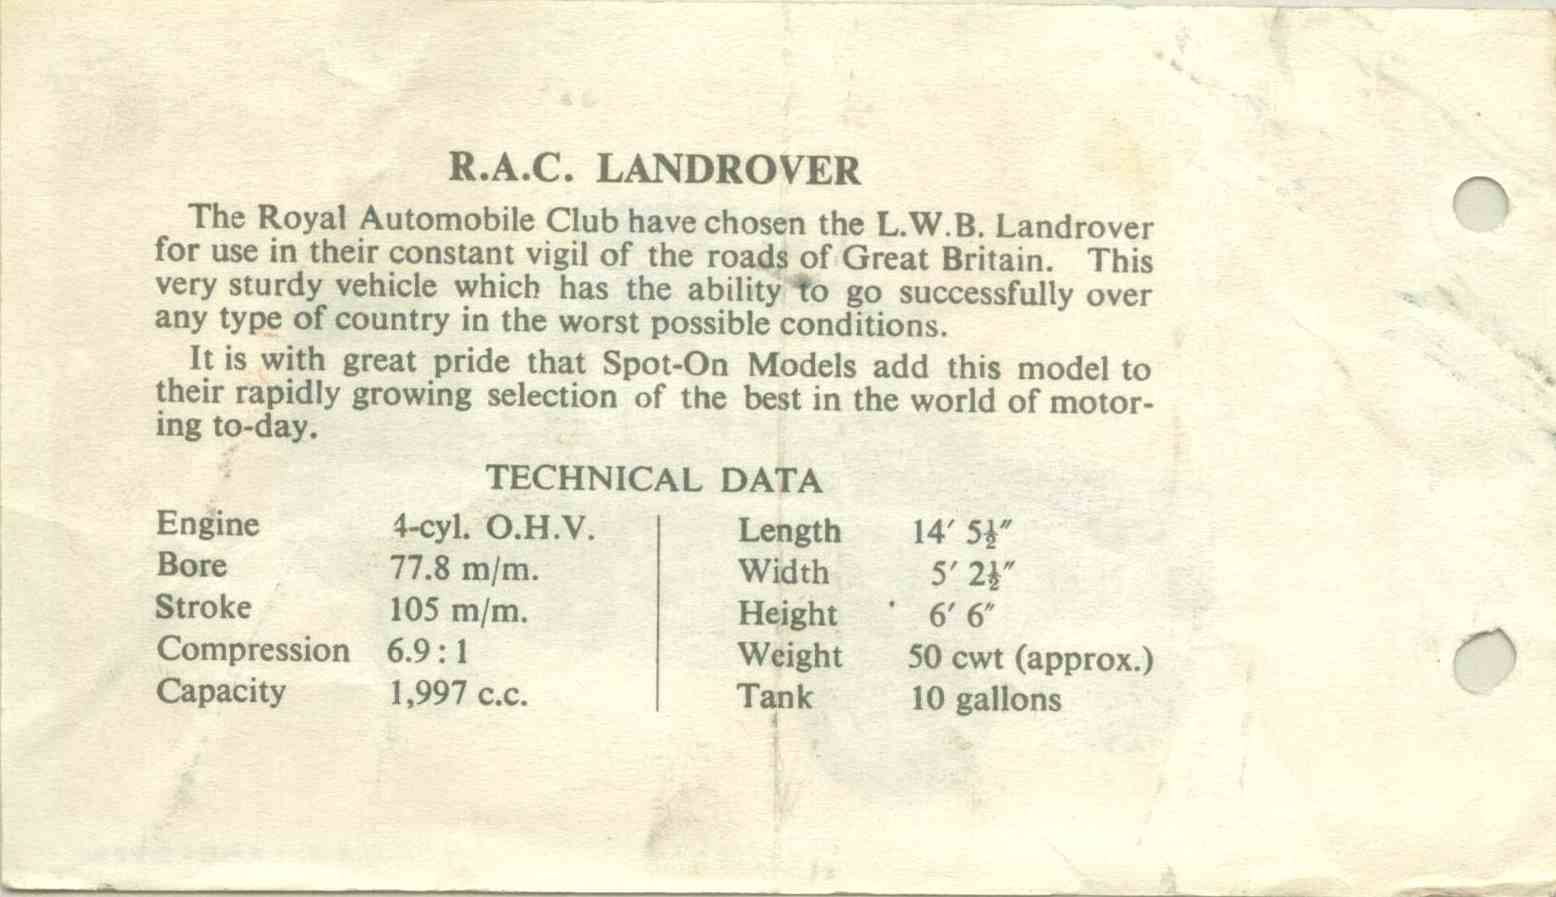 R.A.C. LANDROVER
The Royal Automobile Club have chosen the L.W.B. Landrover
for use in their constant vigil of the roads of Great Britain. This
very sturdy vehicle which has the ability to go successfully over
any type of country in the worst possible conditions.
It is with great pride that Spot-On Models add this model to
their rapidly growing selection of the best in the world of motor-
ing to-day.
TECHNICAL DATA
Engine 4-cyl. O.H.V.
Bore 77.8 m/m.
Stroke 105 m/m.
Compression 6.9 : 1
Capacity 1,997 c.c.
Length 14′ 5½″
Width 5′ 2½″
Height 6′ 6″
Weight 50 cwt (approx.)
Tank 10 gallons